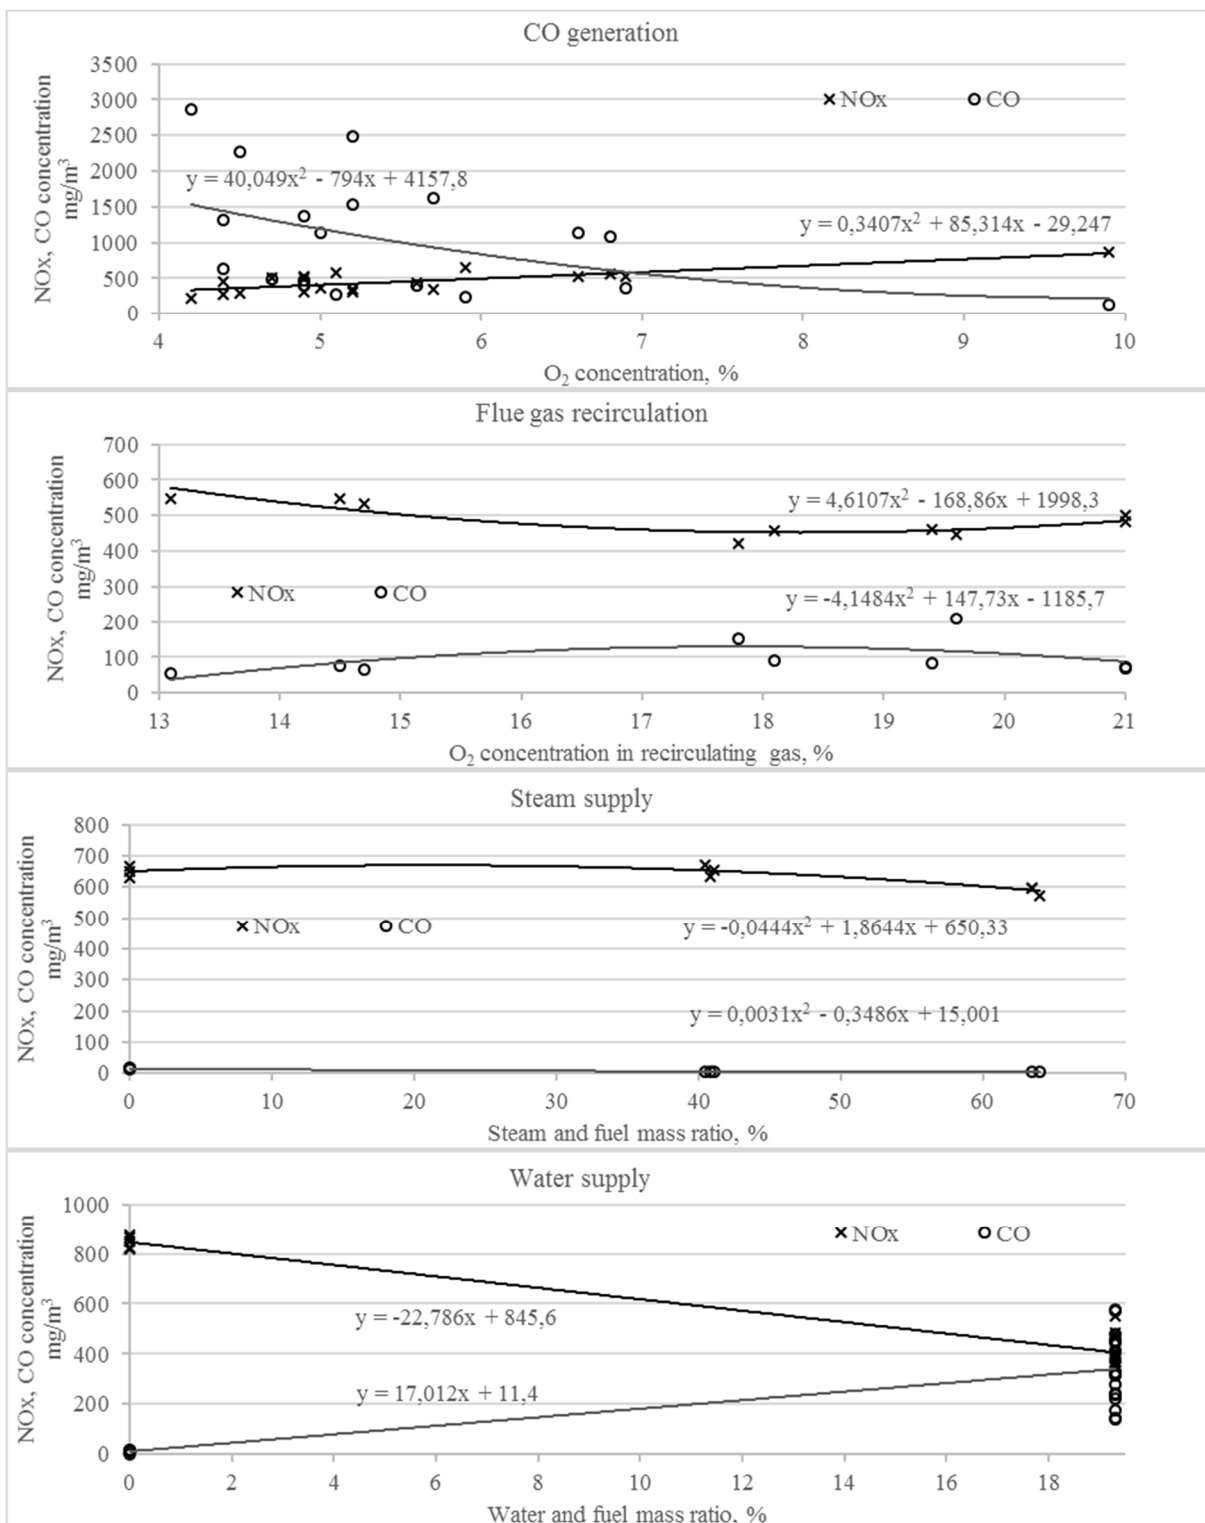 CO generation
NOx, CO concentration
mg/m³
3500
3000
2500
2000
1500
1000
500
0
NOx
CO
y = 40,049x² - 794x + 4157,8
y = 0,3407x² + 85,314x - 29,247
4 5 6 7 8 9 10
O₂ concentration, %
Flue gas recirculation
NOx, CO concentration
mg/m³
700
600
500
400
300
200
100
0
y = 4,6107x² - 168,86x + 1998,3
NOx
CO
y = -4,1484x² + 147,73x - 1185,7
13 14 15 16 17 18 19 20 21
O₂ concentration in recirculating gas, %
Steam supply
NOx, CO concentration
mg/m³
800
700
600
500
400
300
200
100
0
NOx
CO
y = -0,0444x² + 1,8644x + 650,33
y = 0,0031x² - 0,3486x + 15,001
0 10 20 30 40 50 60 70
Steam and fuel mass ratio, %
Water supply
NOx, CO concentration
mg/m³
1000
800
600
400
200
0
NOx
CO
y = -22,786x + 845,6
y = 17,012x + 11,4
0 2 4 6 8 10 12 14 16 18
Water and fuel mass ratio, %